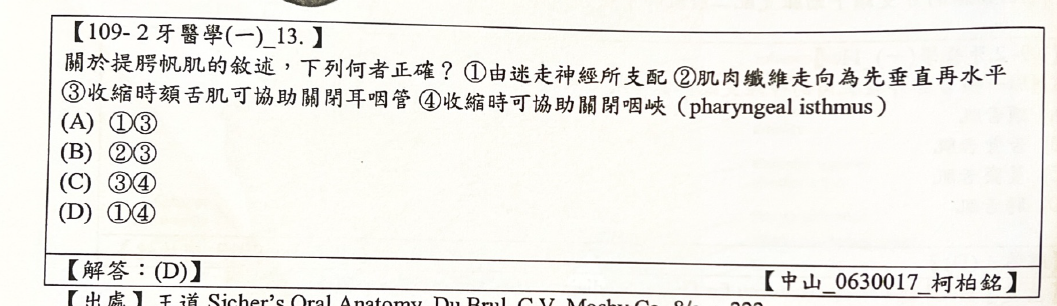 【109-2 牙醫學(一)_13.】
關於提腭帆肌的敘述，下列何者正確？①由迷走神經所支配 ②肌肉纖維走向為先垂直再水平
③收縮時頦舌肌可協助關閉耳咽管 ④收縮時可協助關閉咽峽（pharyngeal isthmus）
(A) ①③
(B) ②③
(C) ③④
(D) ①④
【解答：(D)】
【中山_0630017_柯柏銘】
【出處】王道 Sicher's Oral Anatomy, Du Brul, C.V. Mosby Co.